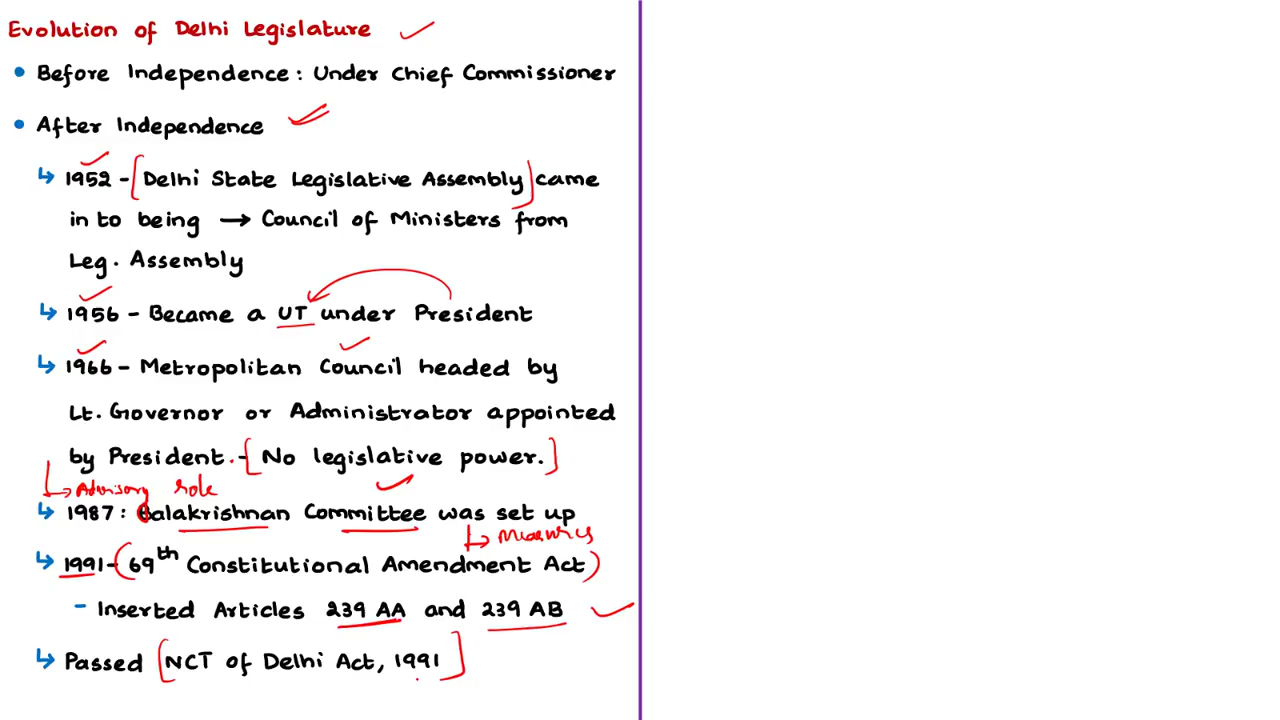 Evolution of Delhi Legislature
• Before Independence: Under Chief Commissioner
• After Independence
↳ 1952 - [Delhi State Legislative Assembly] came
in to being → Council of Ministers from
Leg. Assembly
↳ 1956 - Became a UT under President
↳ 1966 - Metropolitan Council headed by
Lt. Governor or Administrator appointed
by President. - [No legislative power.]
↳ Advisory role
↳ 1987: Balakrishnan Committee was set up
↳ Measures
↳ 1991 - (69th Constitutional Amendment Act)
- Inserted Articles 239 AA and 239 AB
↳ Passed [NCT of Delhi Act, 1991]